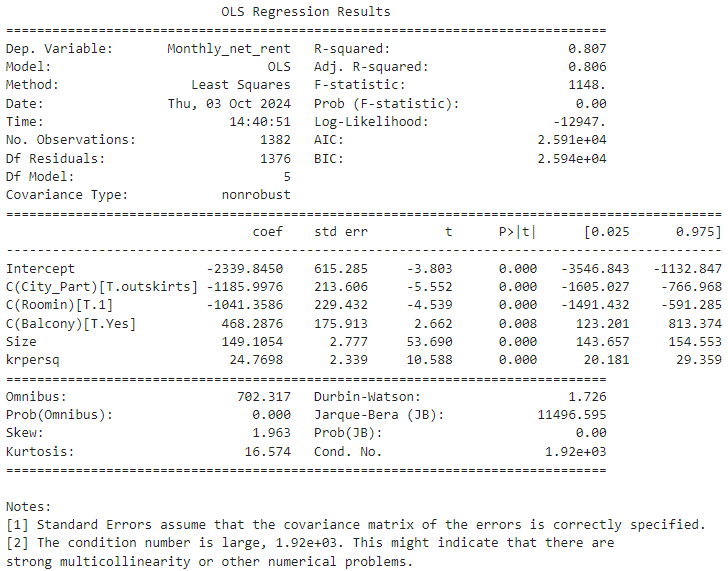 OLS Regression Results
==============================================================================
Dep. Variable: Monthly_net_rent R-squared: 0.807
Model: OLS Adj. R-squared: 0.806
Method: Least Squares F-statistic: 1148.
Date: Thu, 03 Oct 2024 Prob (F-statistic): 0.00
Time: 14:40:51 Log-Likelihood: -12947.
No. Observations: 1382 AIC: 2.591e+04
Df Residuals: 1376 BIC: 2.594e+04
Df Model: 5
Covariance Type: nonrobust
=============================================================================================
coef std err t P>|t| [0.025 0.975]
---------------------------------------------------------------------------------------------
Intercept -2339.8450 615.285 -3.803 0.000 -3546.843 -1132.847
C(City_Part)[T.outskirts] -1185.9976 213.606 -5.552 0.000 -1605.027 -766.968
C(Roomin)[T.1] -1041.3586 229.432 -4.539 0.000 -1491.432 -591.285
C(Balcony)[T.Yes] 468.2876 175.913 2.662 0.008 123.201 813.374
Size 149.1054 2.777 53.690 0.000 143.657 154.553
krpersq 24.7698 2.339 10.588 0.000 20.181 29.359
==============================================================================
Omnibus: 702.317 Durbin-Watson: 1.726
Prob(Omnibus): 0.000 Jarque-Bera (JB): 11496.595
Skew: 1.963 Prob(JB): 0.00
Kurtosis: 16.574 Cond. No. 1.92e+03
==============================================================================
Notes:
[1] Standard Errors assume that the covariance matrix of the errors is correctly specified.
[2] The condition number is large, 1.92e+03. This might indicate that there are
strong multicollinearity or other numerical problems.